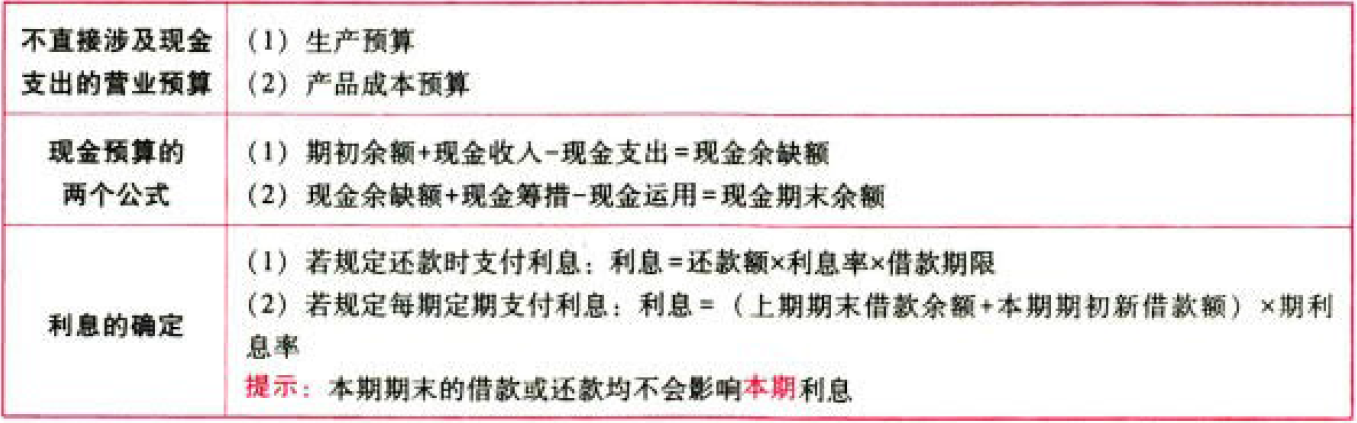 不直接涉及现金
支出的营业预算
(1) 生产预算
(2) 产品成本预算
现金预算的
两个公式
(1) 期初余额+现金收入-现金支出=现金余缺额
(2) 现金余缺额+现金筹措-现金运用=现金期末余额
利息的确定
(1) 若规定还款时支付利息：利息=还款额×利息率×借款期限
(2) 若规定每期定期支付利息：利息=（上期期末借款余额+本期期初新借款额）×期利
息率
提示：本期期末的借款或还款均不会影响本期利息